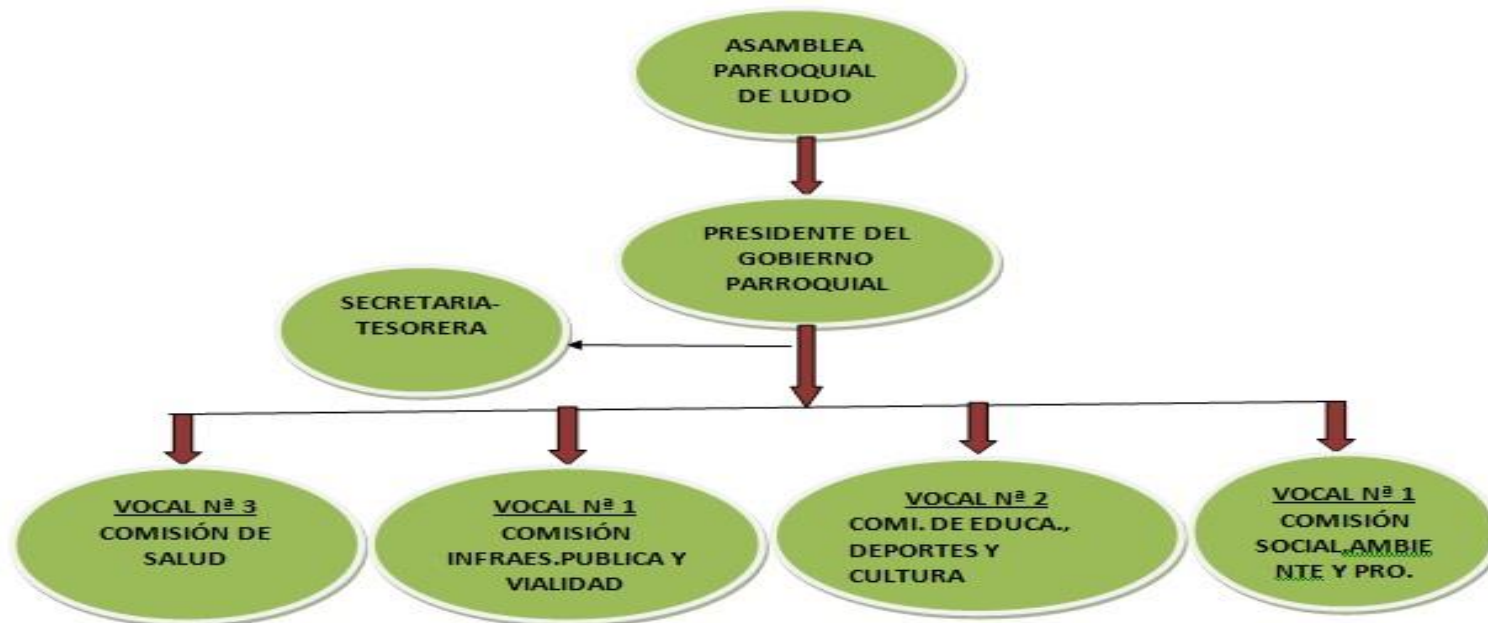 ASAMBLEA
PARROQUIAL
DE LUDO
PRESIDENTE DEL
GOBIERNO
PARROQUIAL
SECRETARIA-
TESORERA
VOCAL Nª 3
COMISIÓN DE
SALUD
VOCAL Nª 1
COMISIÓN
INFRAES.PUBLICA Y
VIALIDAD
VOCAL Nª 2
COMI. DE EDUCA.,
DEPORTES Y
CULTURA
VOCAL Nª 1
COMISIÓN
SOCIAL,AMBIE
NTE Y PRO.